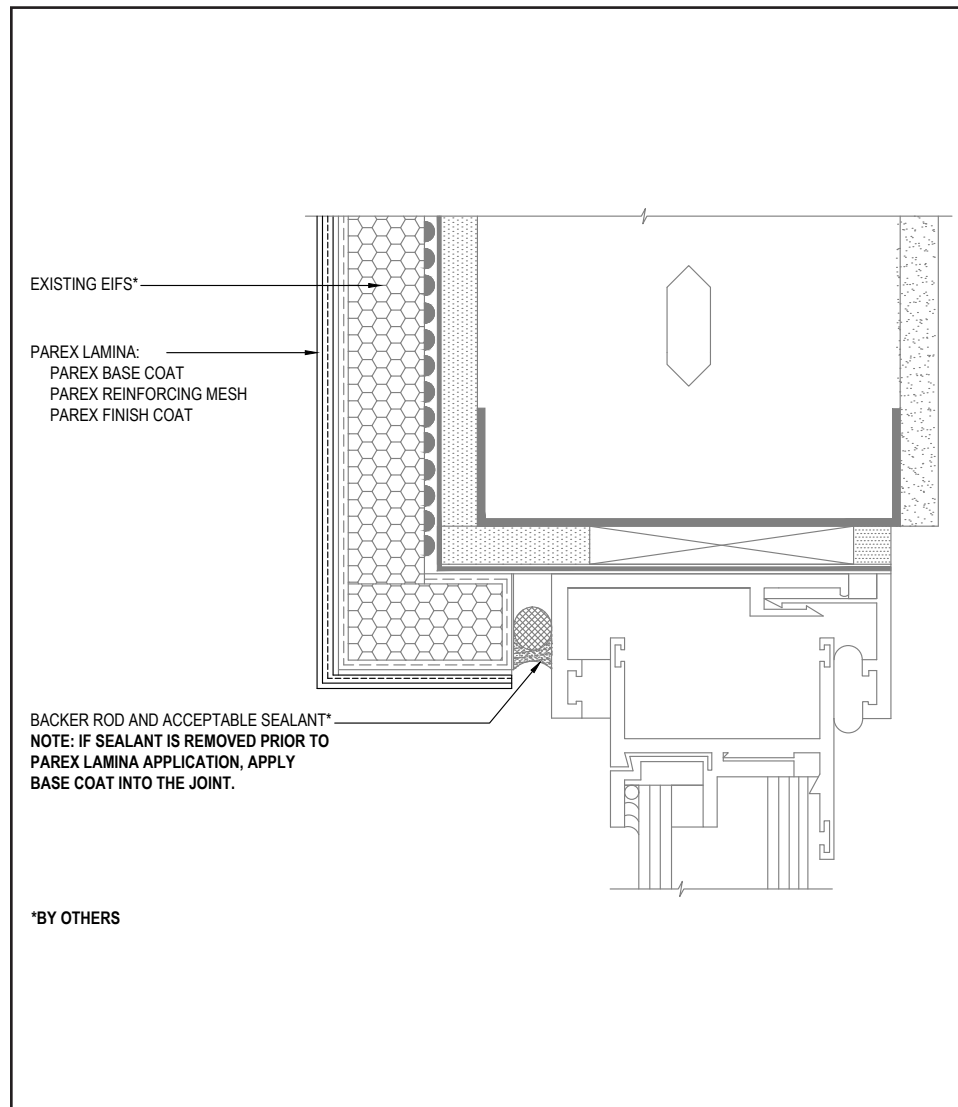 EXISTING EIFS*
PAREX LAMINA:
PAREX BASE COAT
PAREX REINFORCING MESH
PAREX FINISH COAT
BACKER ROD AND ACCEPTABLE SEALANT*
NOTE: IF SEALANT IS REMOVED PRIOR TO
PAREX LAMINA APPLICATION, APPLY
BASE COAT INTO THE JOINT.
*BY OTHERS